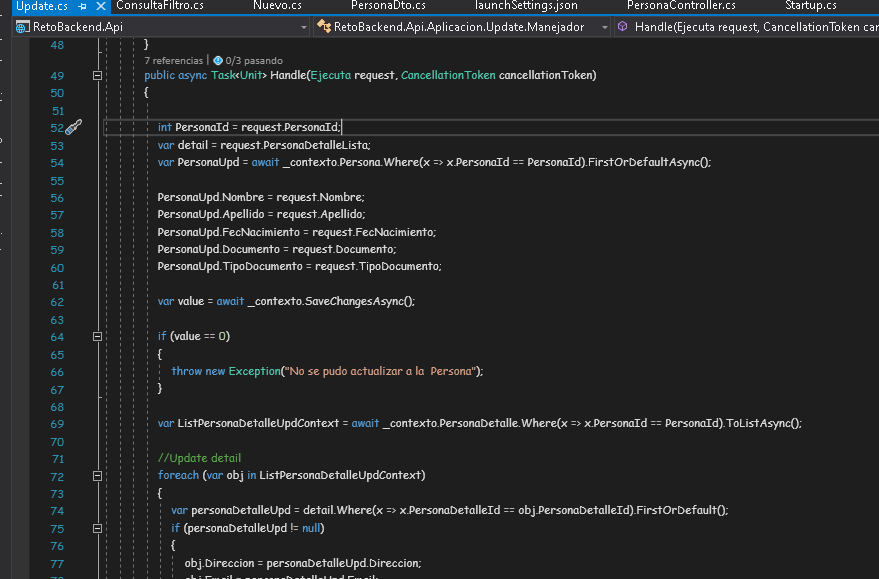 Update.cs ConsultaFiltro.cs Nuevo.cs PersonaDto.cs launchSettings.json PersonaController.cs Startup.cs
RetoBackend.Api RetoBackend.Api.Aplicacion.Update.Manejador Handle(Ejecuta request, CancellationToken can
48 }
7 referencias | 0/3 pasando
49 public async Task<Unit> Handle(Ejecuta request, CancellationToken cancellationToken)
50 {
51
52 int PersonaId = request.PersonaId;
53 var detail = request.PersonaDetalleLista;
54 var PersonaUpd = await _contexto.Persona.Where(x => x.PersonaId == PersonaId).FirstOrDefaultAsync();
55
56 PersonaUpd.Nombre = request.Nombre;
57 PersonaUpd.Apellido = request.Apellido;
58 PersonaUpd.FecNacimiento = request.FecNacimiento;
59 PersonaUpd.Documento = request.Documento;
60 PersonaUpd.TipoDocumento = request.TipoDocumento;
61
62 var value = await _contexto.SaveChangesAsync();
63
64 if (value == 0)
65 {
66 throw new Exception("No se pudo actualizar a la  Persona");
67 }
68
69 var ListPersonaDetalleUpdContext = await _contexto.PersonaDetalle.Where(x => x.PersonaId == PersonaId).ToListAsync();
70
71 //Update detail
72 foreach (var obj in ListPersonaDetalleUpdContext)
73 {
74 var personaDetalleUpd = detail.Where(x => x.PersonaDetalleId == obj.PersonaDetalleId).FirstOrDefault();
75 if (personaDetalleUpd != null)
76 {
77 obj.Direccion = personaDetalleUpd.Direccion;
obj.Email = personaDetalleUpd.Email;